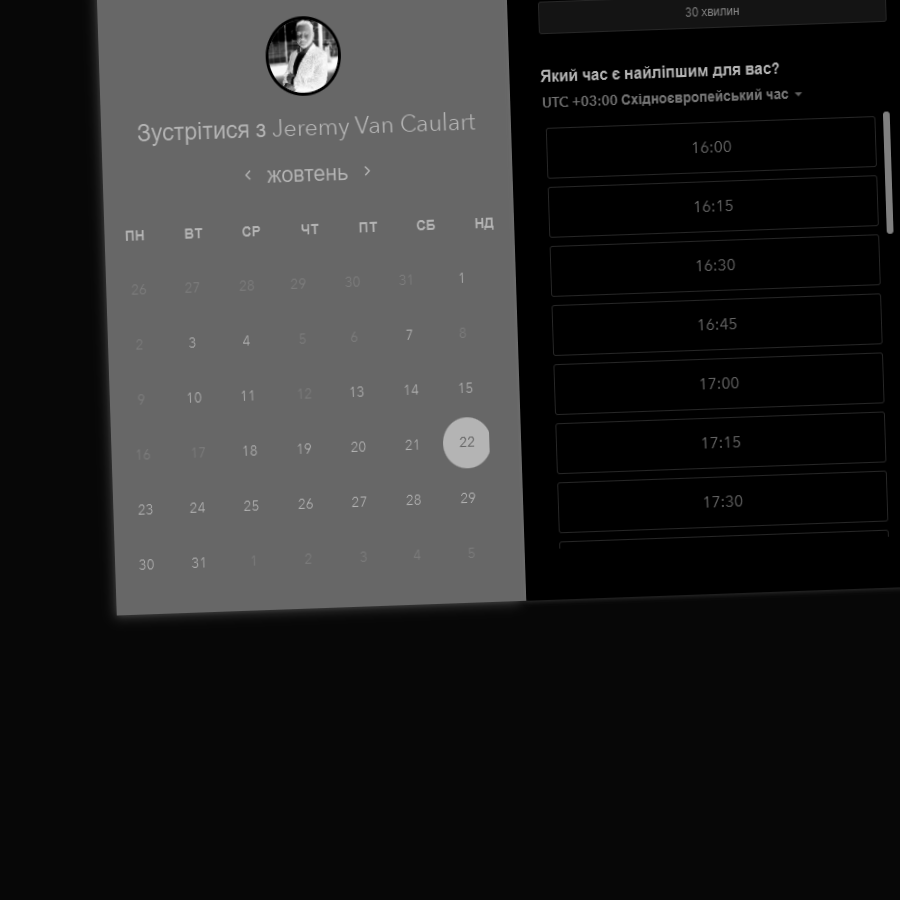 Зустрітися з Jeremy Van Caulart
‹ жовтень ›
ПН ВТ СР ЧТ ПТ СБ НД
26 27 28 29 30 31 1
2 3 4 5 6 7 8
9 10 11 12 13 14 15
16 17 18 19 20 21 22
23 24 25 26 27 28 29
30 31 1 2 3 4 5
30 хвилин
Який час є найліпшим для вас?
UTC +03:00 Східноєвропейський час
16:00
16:15
16:30
16:45
17:00
17:15
17:30